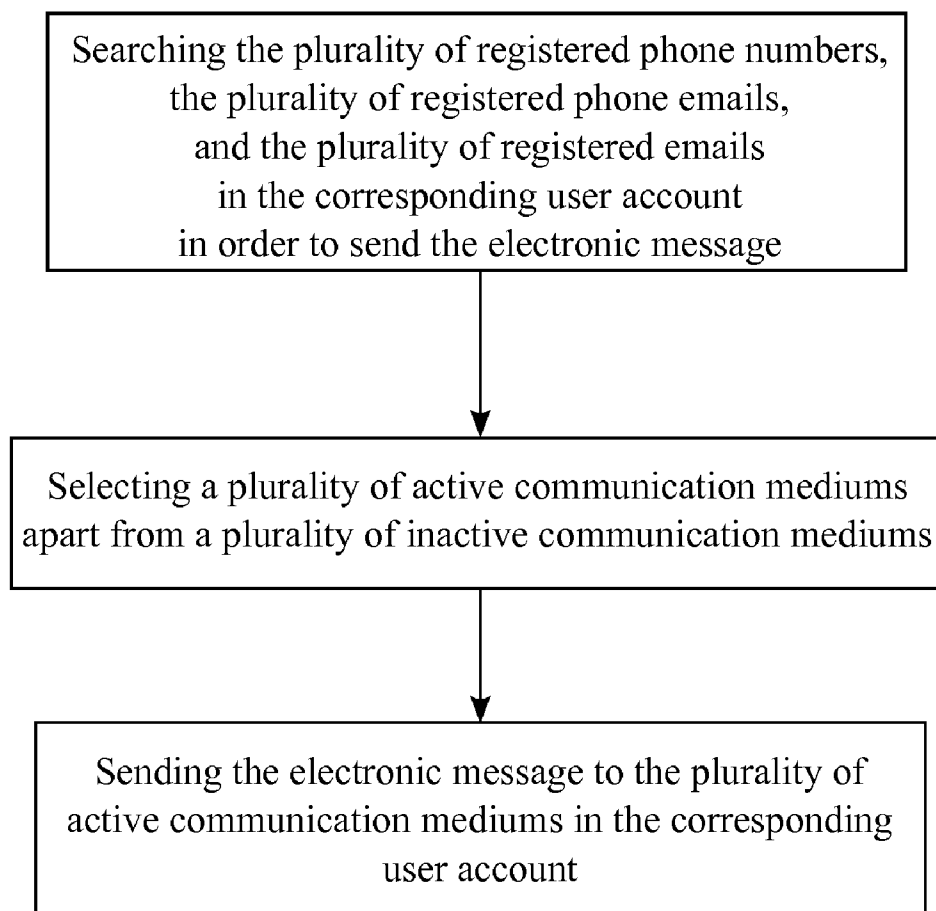 Searching the plurality of registered phone numbers,
the plurality of registered phone emails,
and the plurality of registered emails
in the corresponding user account
in order to send the electronic message
Selecting a plurality of active communication mediums
apart from a plurality of inactive communication mediums
Sending the electronic message to the plurality of
active communication mediums in the corresponding
user account